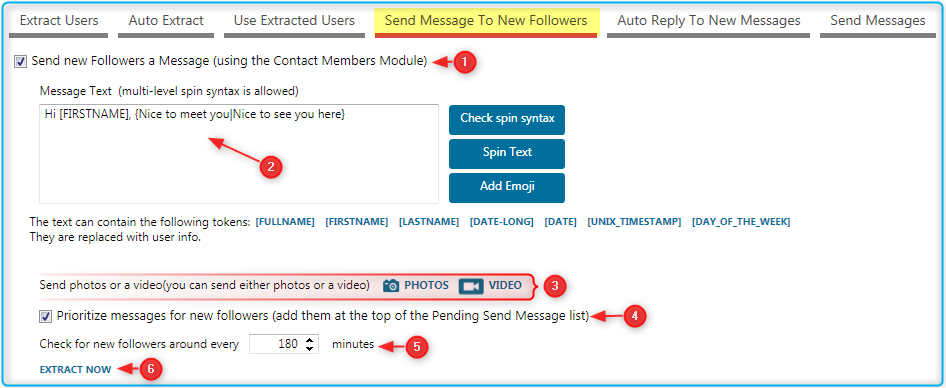 Extract Users Auto Extract Use Extracted Users Send Message To New Followers Auto Reply To New Messages Send Messages
Send new Followers a Message (using the Contact Members Module) 1
Message Text (multi-level spin syntax is allowed)
Hi [FIRSTNAME], {Nice to meet you|Nice to see you here}
2
Check spin syntax
Spin Text
Add Emoji
The text can contain the following tokens: [FULLNAME] [FIRSTNAME] [LASTNAME] [DATE-LONG] [DATE] [UNIX_TIMESTAMP] [DAY_OF_THE_WEEK]
They are replaced with user info.
Send photos or a video(you can send either photos or a video) PHOTOS VIDEO 3
Prioritize messages for new followers (add them at the top of the Pending Send Message list) 4
Check for new followers around every 180 minutes 5
EXTRACT NOW 6